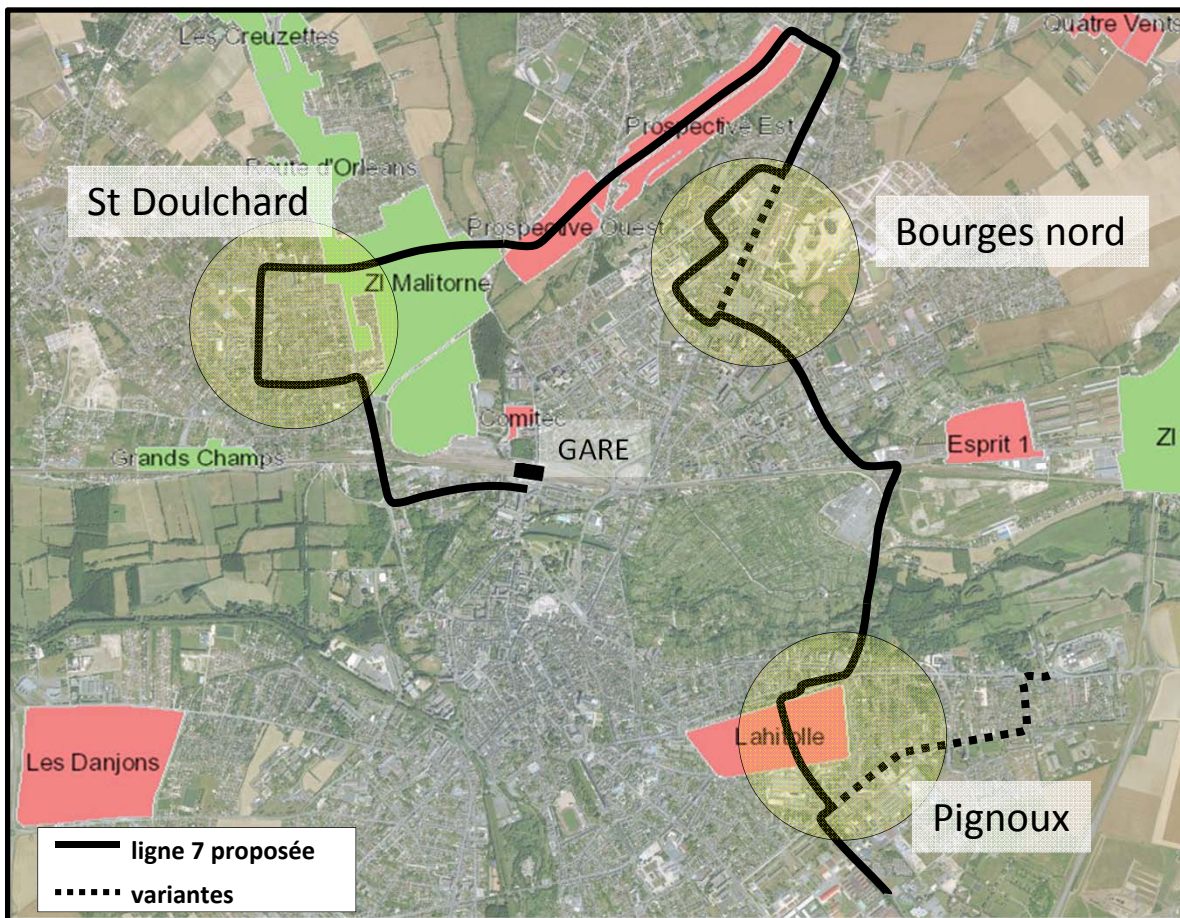 Les Creuzettes
Quatre Vents
Prospective Est
Route d'Orleans
St Doulchard
Prospective Ouest
Bourges nord
ZI Malitorne
Comitec
GARE
Esprit 1
ZI
Grands Champs
Lahitolle
Les Danjons
Pignoux
ligne 7 proposée
variantes